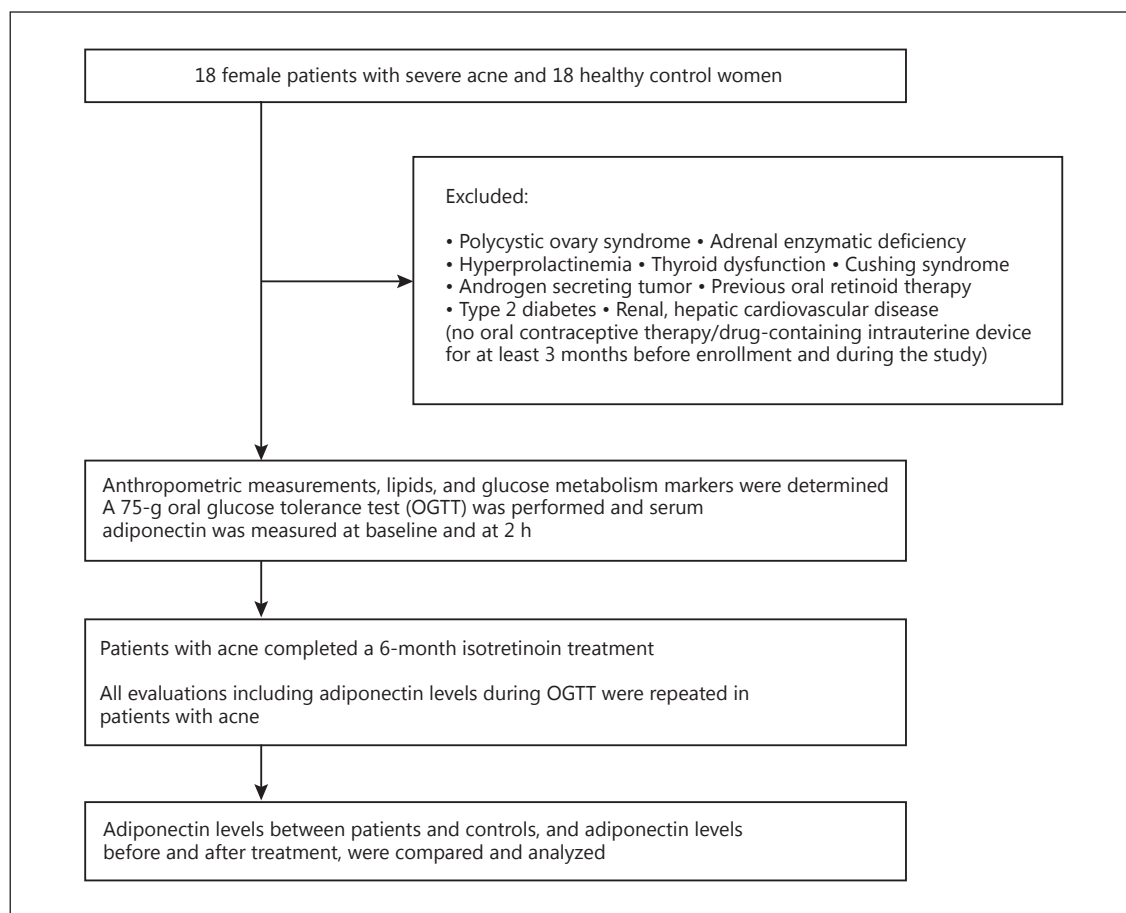 18 female patients with severe acne and 18 healthy control women
Excluded:
• Polycystic ovary syndrome • Adrenal enzymatic deficiency
• Hyperprolactinemia • Thyroid dysfunction • Cushing syndrome
• Androgen secreting tumor • Previous oral retinoid therapy
• Type 2 diabetes • Renal, hepatic cardiovascular disease
(no oral contraceptive therapy/drug-containing intrauterine device
for at least 3 months before enrollment and during the study)
Anthropometric measurements, lipids, and glucose metabolism markers were determined
A 75-g oral glucose tolerance test (OGTT) was performed and serum
adiponectin was measured at baseline and at 2 h
Patients with acne completed a 6-month isotretinoin treatment
All evaluations including adiponectin levels during OGTT were repeated in
patients with acne
Adiponectin levels between patients and controls, and adiponectin levels
before and after treatment, were compared and analyzed